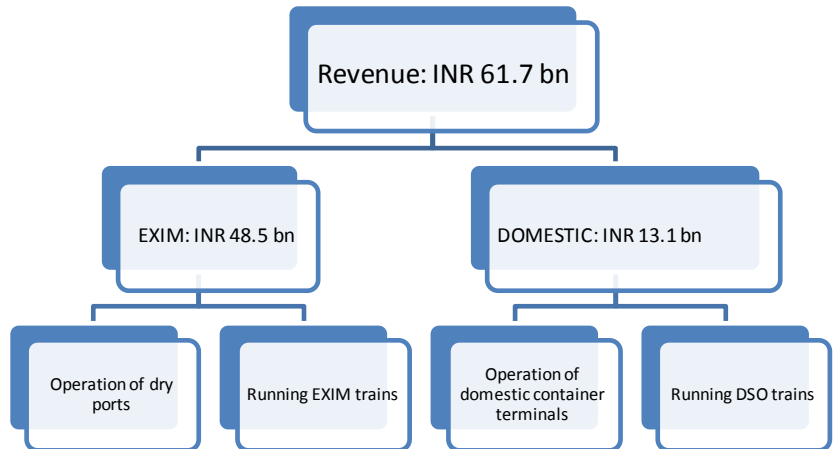 Revenue: INR 61.7 bn
EXIM: INR 48.5 bn
DOMESTIC: INR 13.1 bn
Operation of dry
ports
Running EXIM trains
Operation of
domestic container
terminals
Running DSO trains